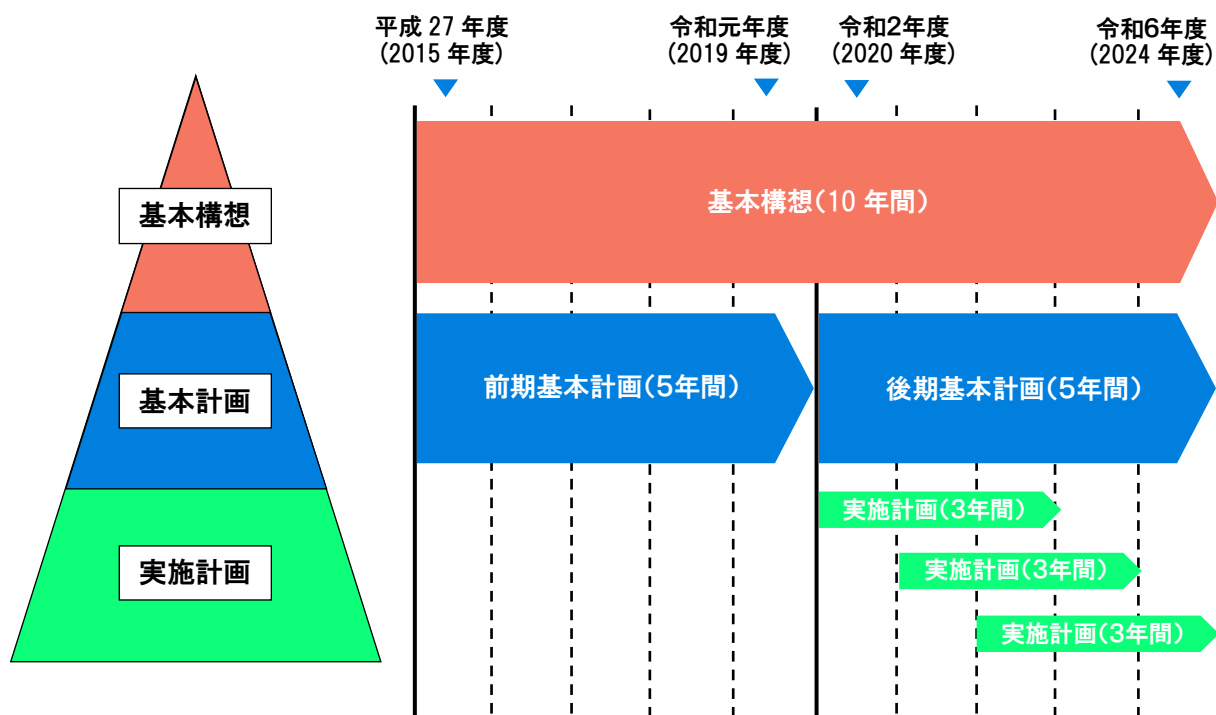 平成 27 年度
(2015 年度)
令和元年度
(2019 年度)
令和2年度
(2020 年度)
令和6年度
(2024 年度)
基本構想
基本構想(10 年間)
基本計画
前期基本計画(5年間)
後期基本計画(5年間)
実施計画
実施計画(3年間)
実施計画(3年間)
実施計画(3年間)